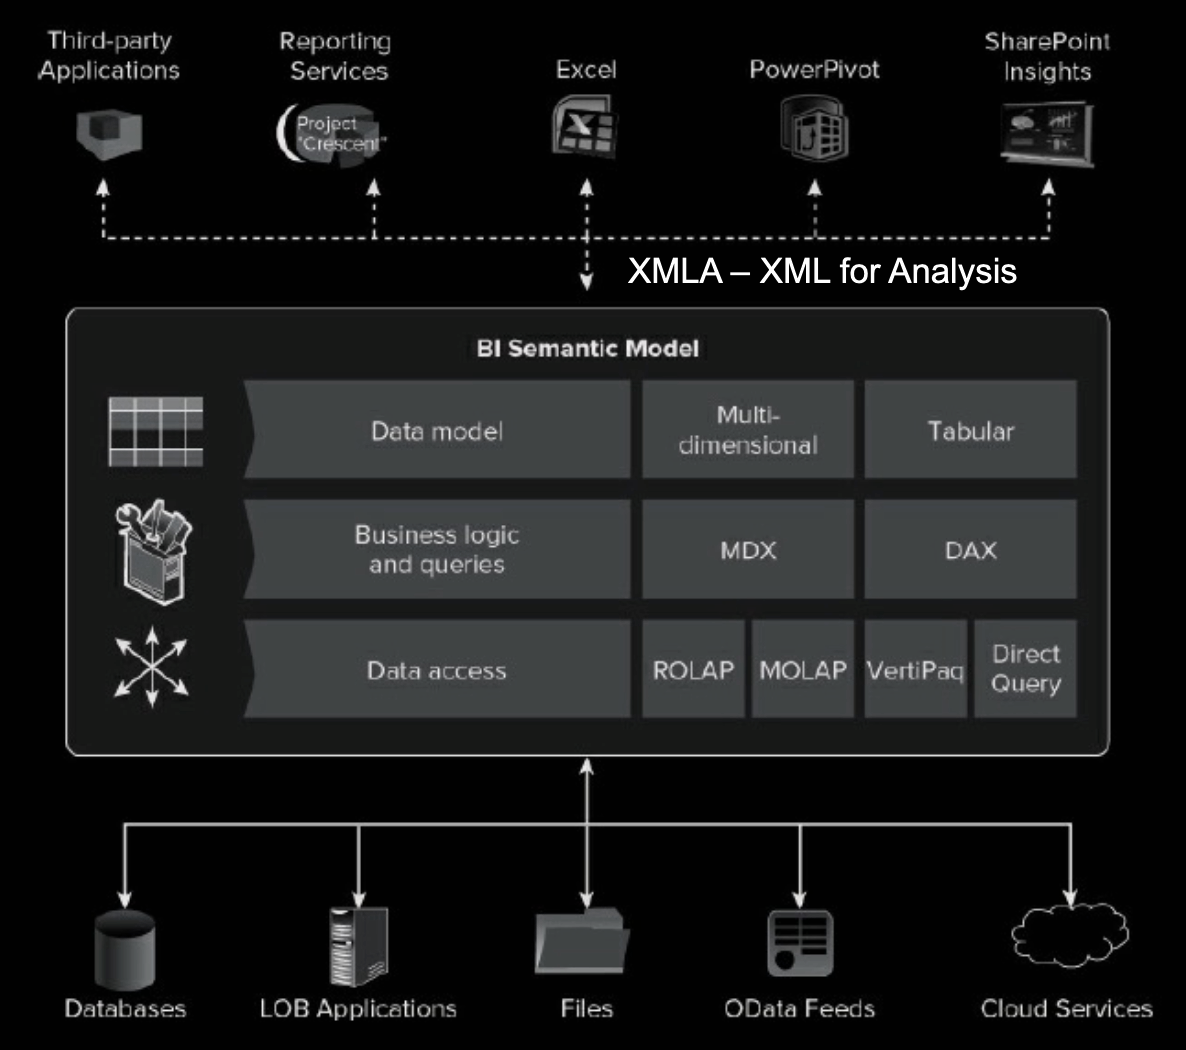 Third-party
Applications
Reporting
Services
Excel
PowerPivot
SharePoint
Insights
Project
"Crescent"
XMLA – XML for Analysis
BI Semantic Model
Data model
Multi-
dimensional
Tabular
Business logic
and queries
MDX
DAX
Data access
ROLAP
MOLAP
VertiPaq
Direct
Query
Databases
LOB Applications
Files
OData Feeds
Cloud Services